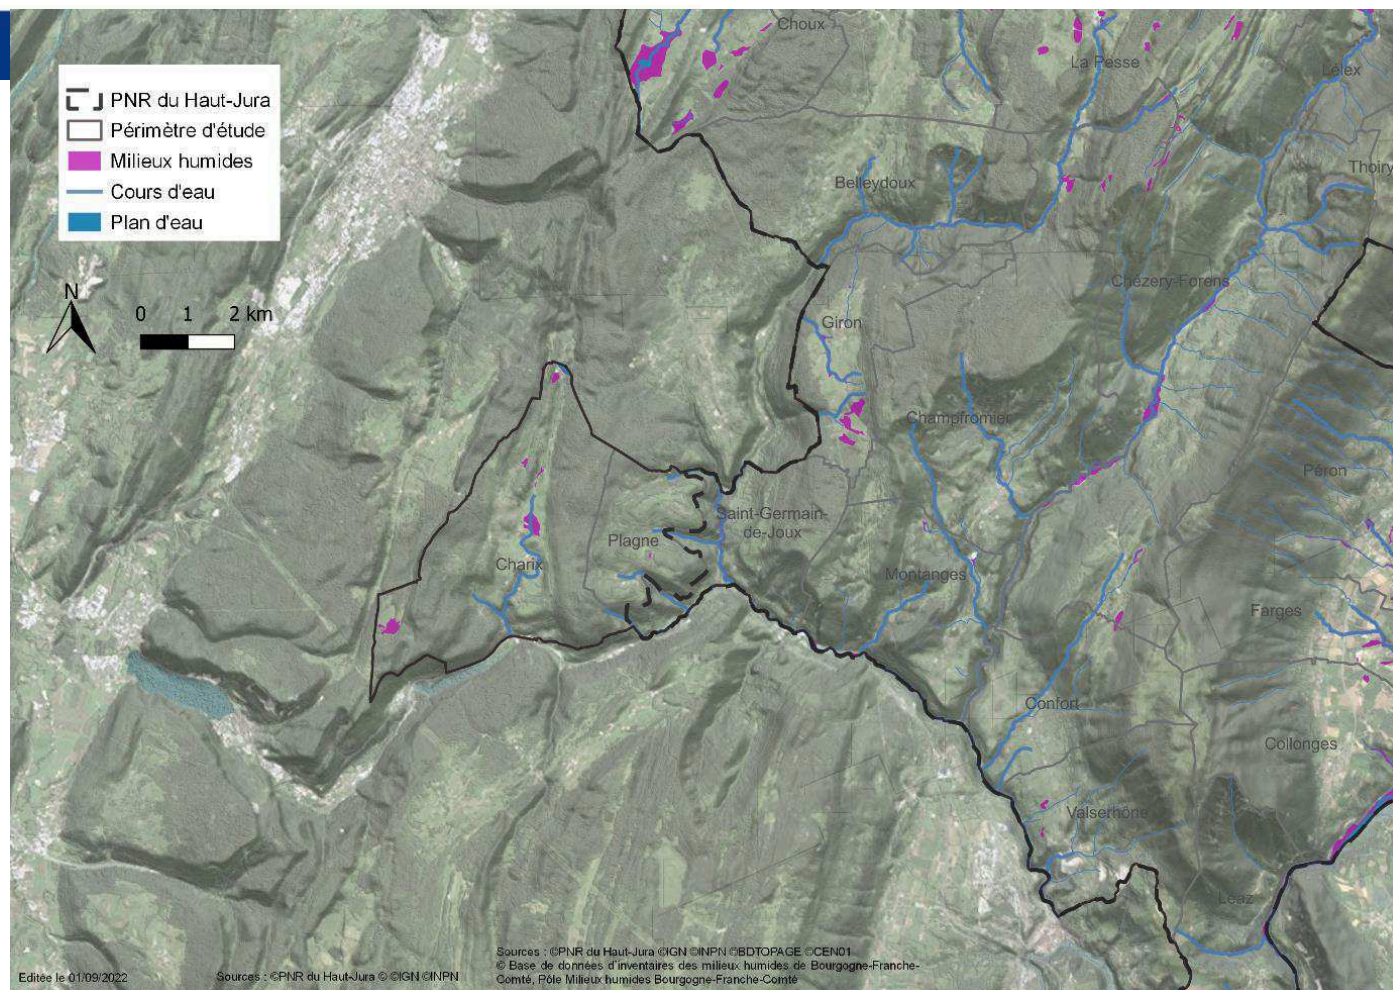 PNR du Haut-Jura
Périmètre d'étude
Milieux humides
Cours d'eau
Plan d'eau
N
0 1 2 km
Choux
La Pesse
Lélex
Thoiry
Belleydoux
Chézery-Forens
Giron
Champfromier
Péron
Saint-Germain-
de-Joux
Plagne
Charix
Montanges
Farges
Confort
Collonges
Valserhône
Léaz
Editée le 01/09/2022
Sources : ©PNR du Haut-Jura © ©IGN ©INPN
Sources : ©PNR du Haut-Jura ©IGN ©INPN ©BDTOPAGE ©CEN01
© Base de données d'inventaires des milieux humides de Bourgogne-Franche-
Comté, Pôle Milieux humides Bourgogne-Franche-Comté